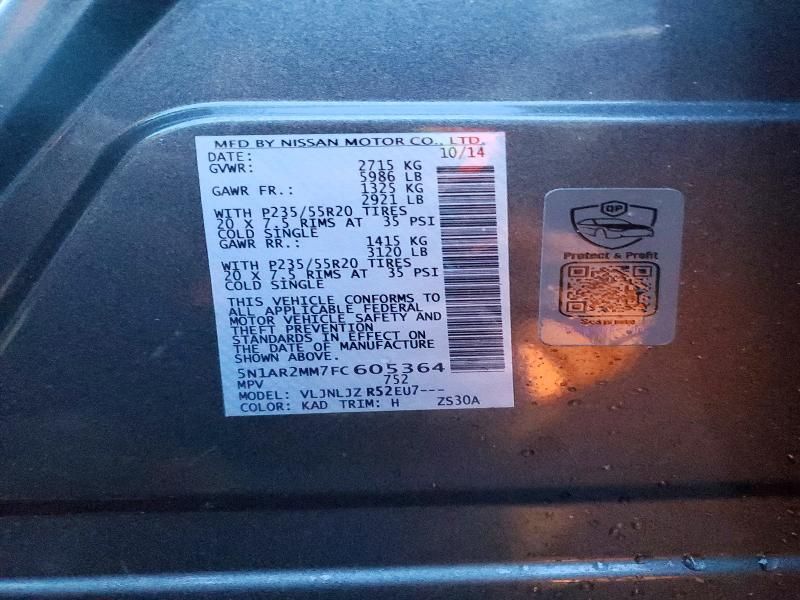 MFD BY NISSAN MOTOR CO., LTD.
DATE: 10/14
GVWR: 2715 KG
5986 LB
GAWR FR.: 1325 KG
2921 LB
WITH P235/55R20 TIRES
20 X 7.5 RIMS AT 35 PSI
COLD SINGLE
GAWR RR.: 1415 KG
3120 LB
WITH P235/55R20 TIRES
20 X 7.5 RIMS AT 35 PSI
COLD SINGLE
THIS VEHICLE CONFORMS TO
ALL APPLICABLE FEDERAL
MOTOR VEHICLE SAFETY AND
THEFT PREVENTION
STANDARDS IN EFFECT ON
THE DATE OF MANUFACTURE
SHOWN ABOVE.
5N1AR2MM7FC605364
MPV 752
MODEL: VLJNLJZ R52EU7---
COLOR: KAD TRIM: H ZS30A
QP
Protect & Profit
Scan me